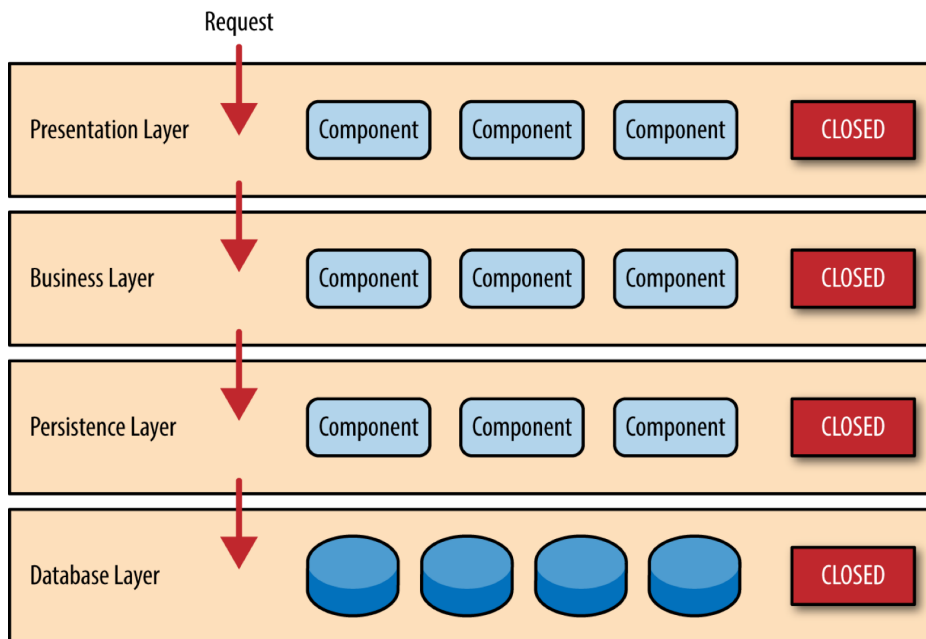 Request
Presentation Layer
Component
Component
Component
CLOSED
Business Layer
Component
Component
Component
CLOSED
Persistence Layer
Component
Component
Component
CLOSED
Database Layer
CLOSED